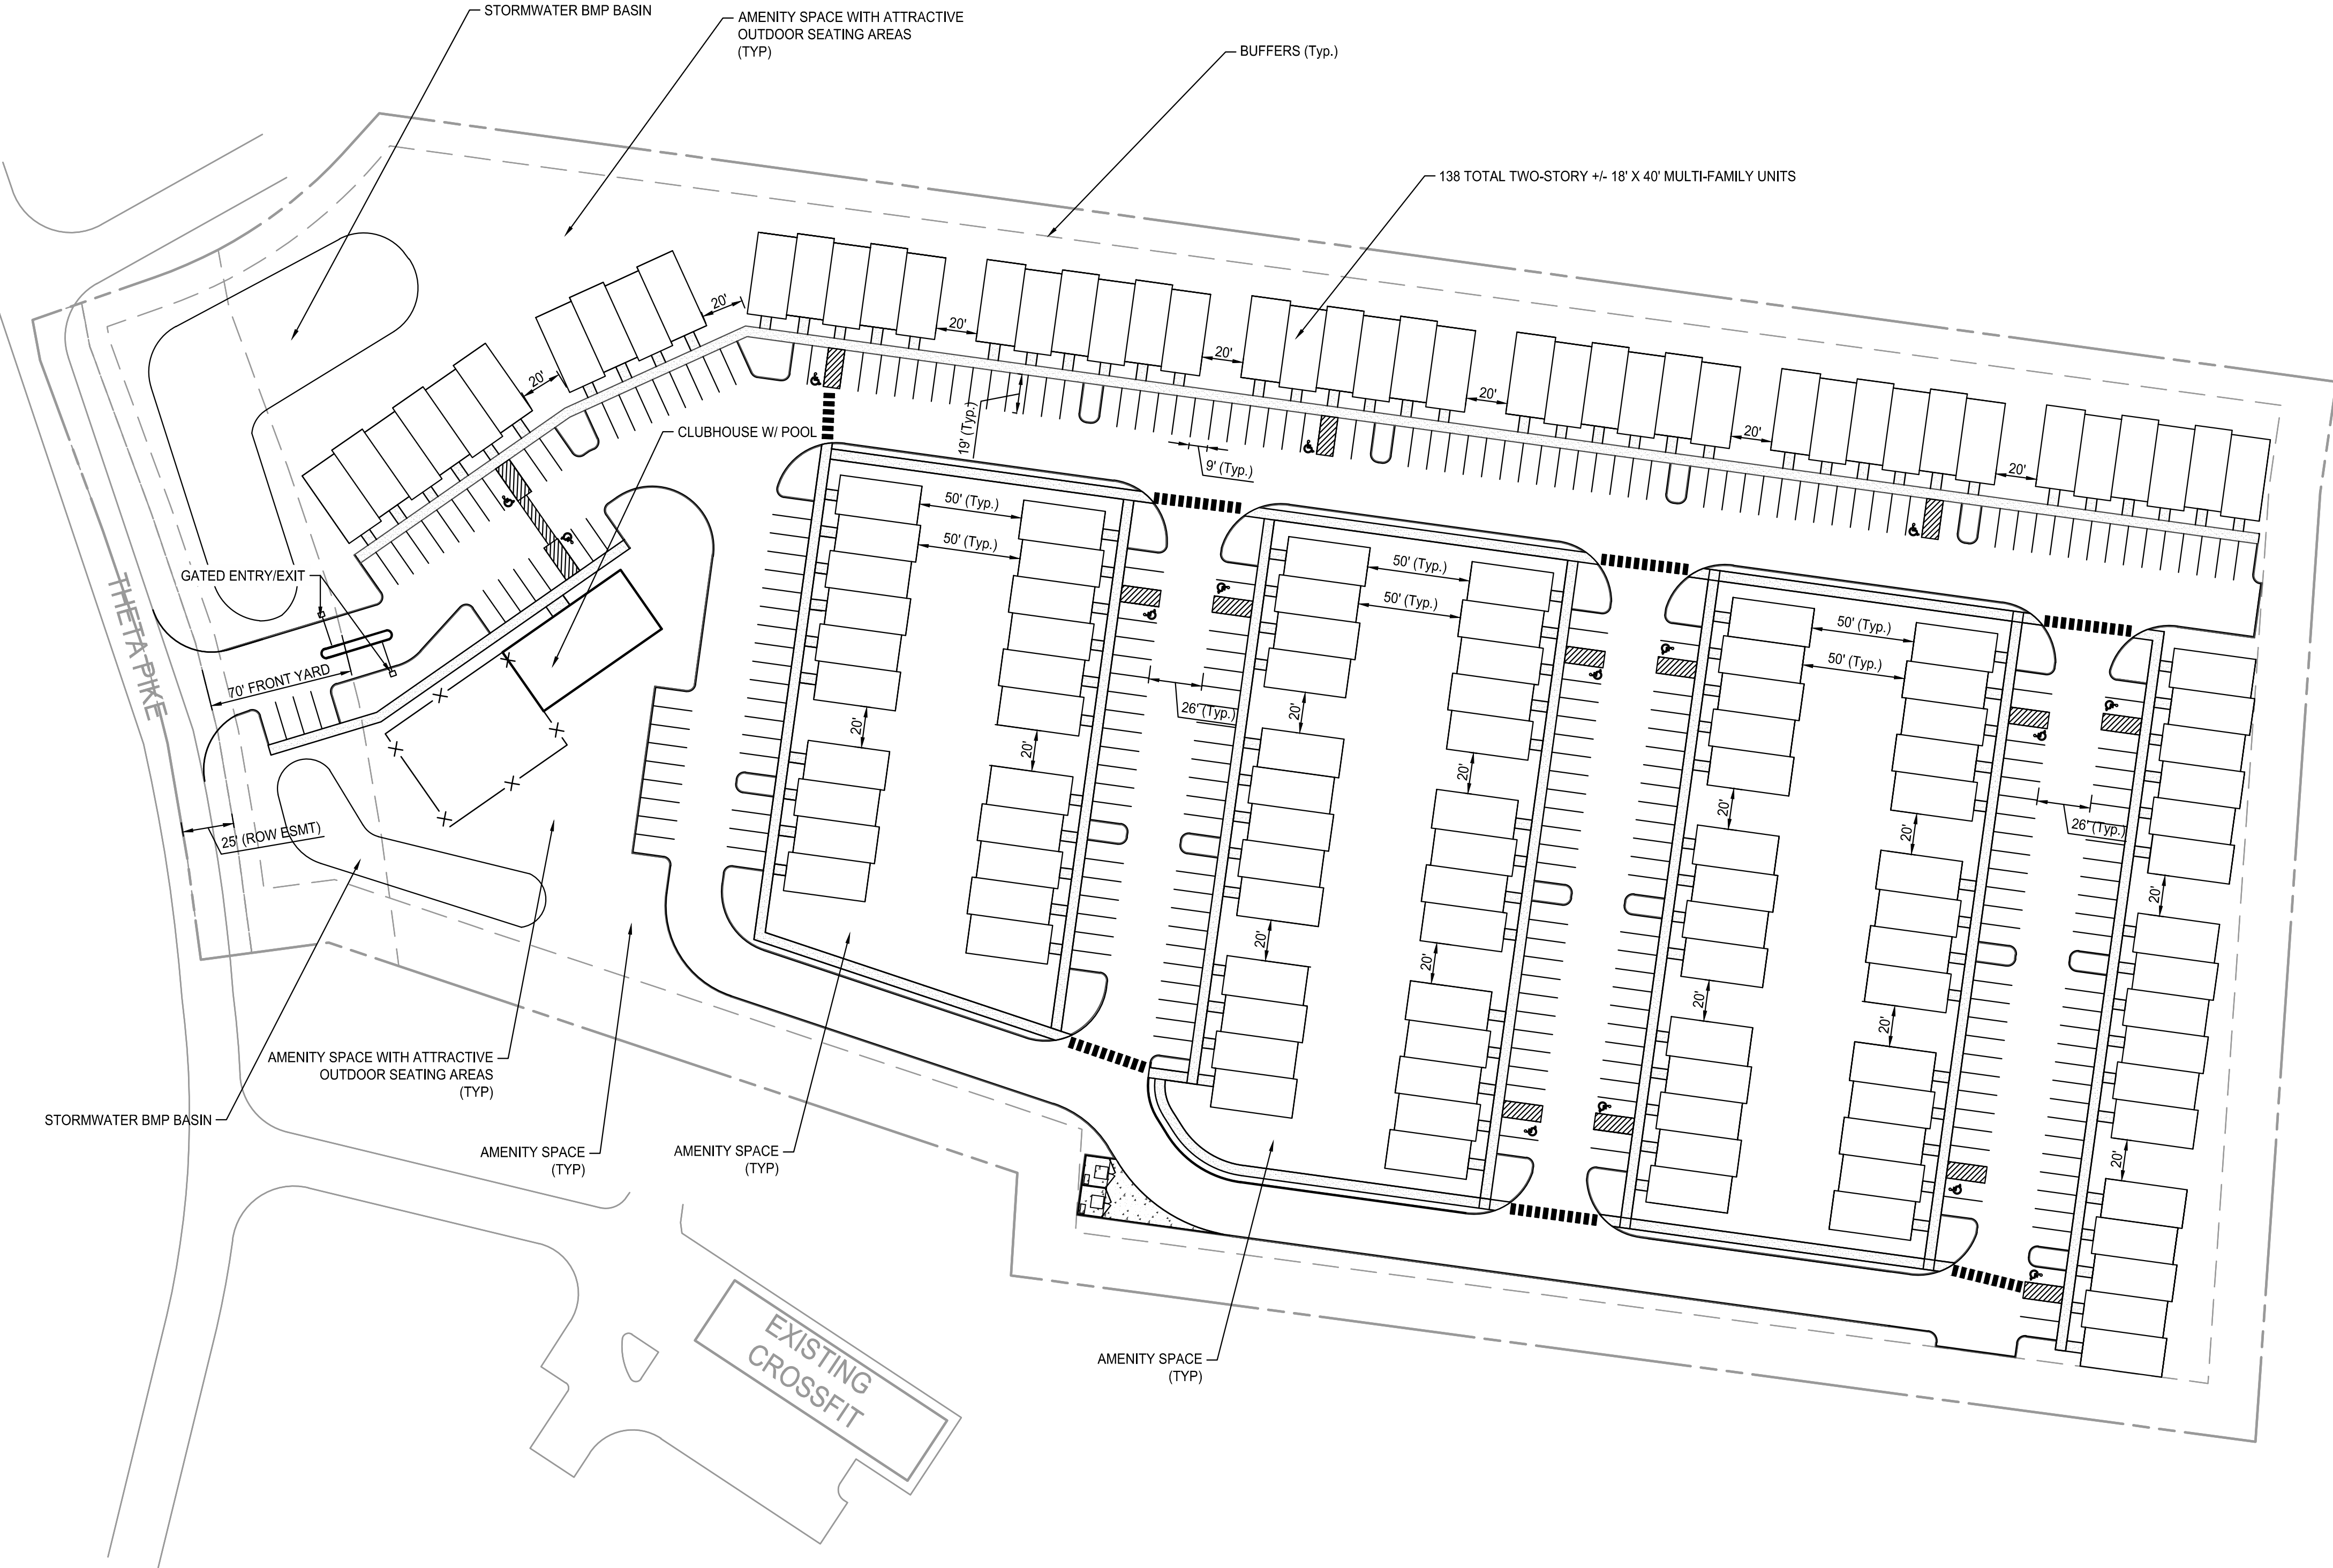 STORMWATER BMP BASIN
AMENITY SPACE WITH ATTRACTIVE
OUTDOOR SEATING AREAS
(TYP)
BUFFERS (Typ.)
138 TOTAL TWO-STORY +/- 18' X 40' MULTI-FAMILY UNITS
20'
20'
20'
20'
20'
20'
20'
20'
19' (Typ.)
9' (Typ.)
CLUBHOUSE W/ POOL
50' (Typ.)
50' (Typ.)
50' (Typ.)
50' (Typ.)
50' (Typ.)
50' (Typ.)
GATED ENTRY/EXIT
THETA PIKE
70' FRONT YARD
26' (Typ.)
26' (Typ.)
25' (ROW ESMT)
20'
20'
20'
20'
20'
20'
20'
20'
20'
20'
20'
20'
AMENITY SPACE WITH ATTRACTIVE
OUTDOOR SEATING AREAS
(TYP)
STORMWATER BMP BASIN
AMENITY SPACE
(TYP)
AMENITY SPACE
(TYP)
AMENITY SPACE
(TYP)
EXISTING
CROSSFIT